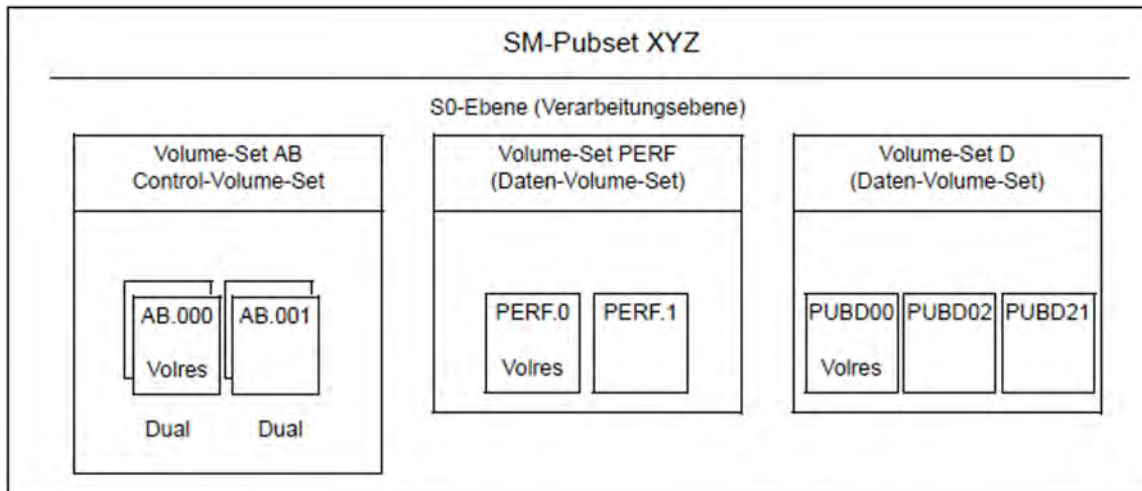 SM-Pubset XYZ
S0-Ebene (Verarbeitungsebene)
Volume-Set AB
Control-Volume-Set
AB.000
Volres
AB.001
Dual
Dual
Volume-Set PERF
(Daten-Volume-Set)
PERF.0
Volres
PERF.1
Volume-Set D
(Daten-Volume-Set)
PUBD00
Volres
PUBD02
PUBD21